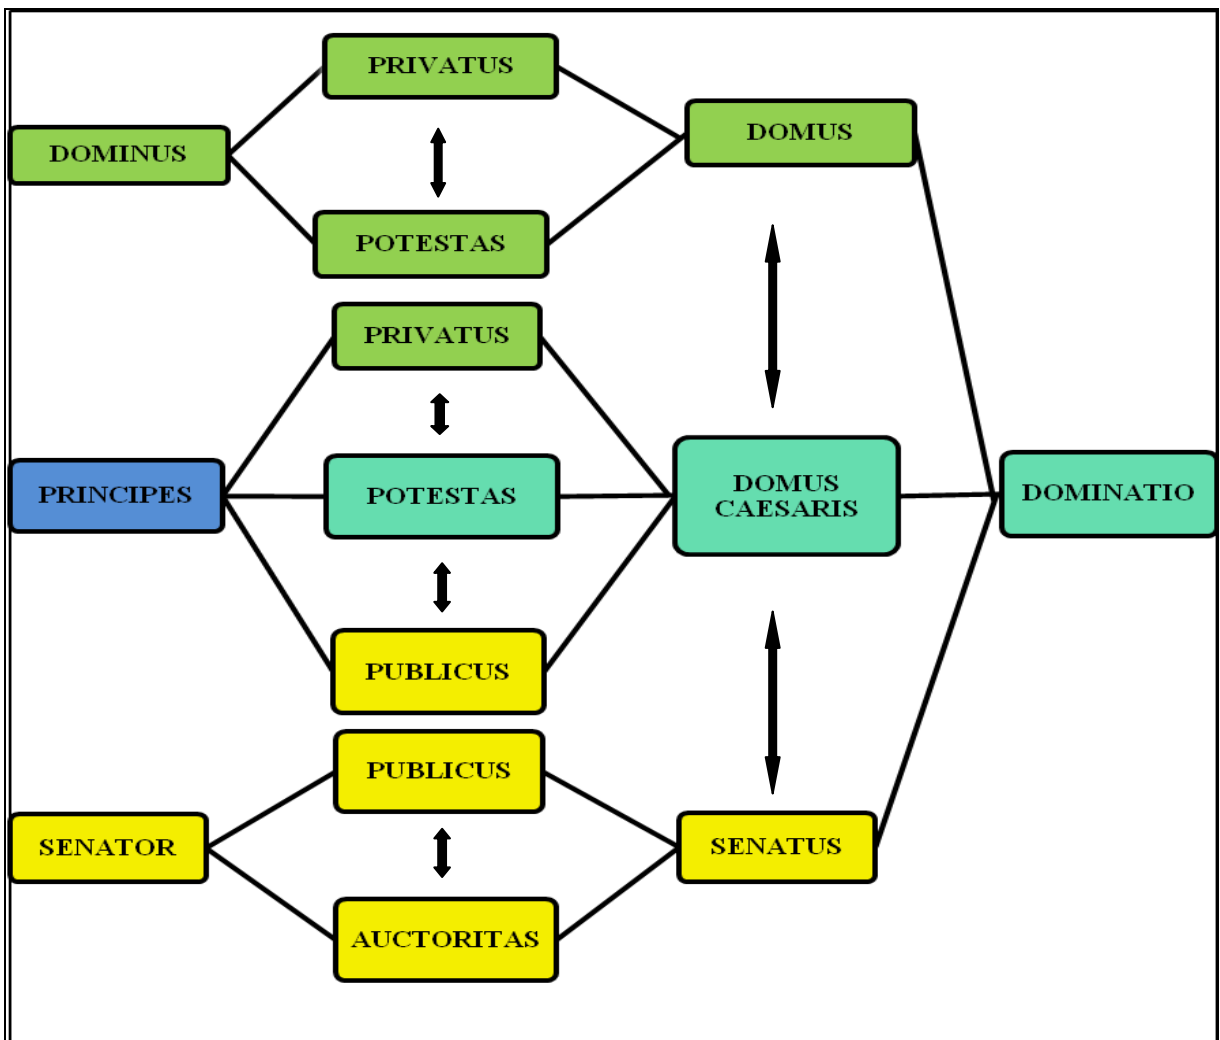 PRIVATUS
DOMUS
DOMINUS
POTESTAS
PRIVATUS
PRINCIPES
POTESTAS
DOMUS
CAESARIS
DOMINATIO
PUBLICUS
PUBLICUS
SENATOR
SENATUS
AUCTORITAS